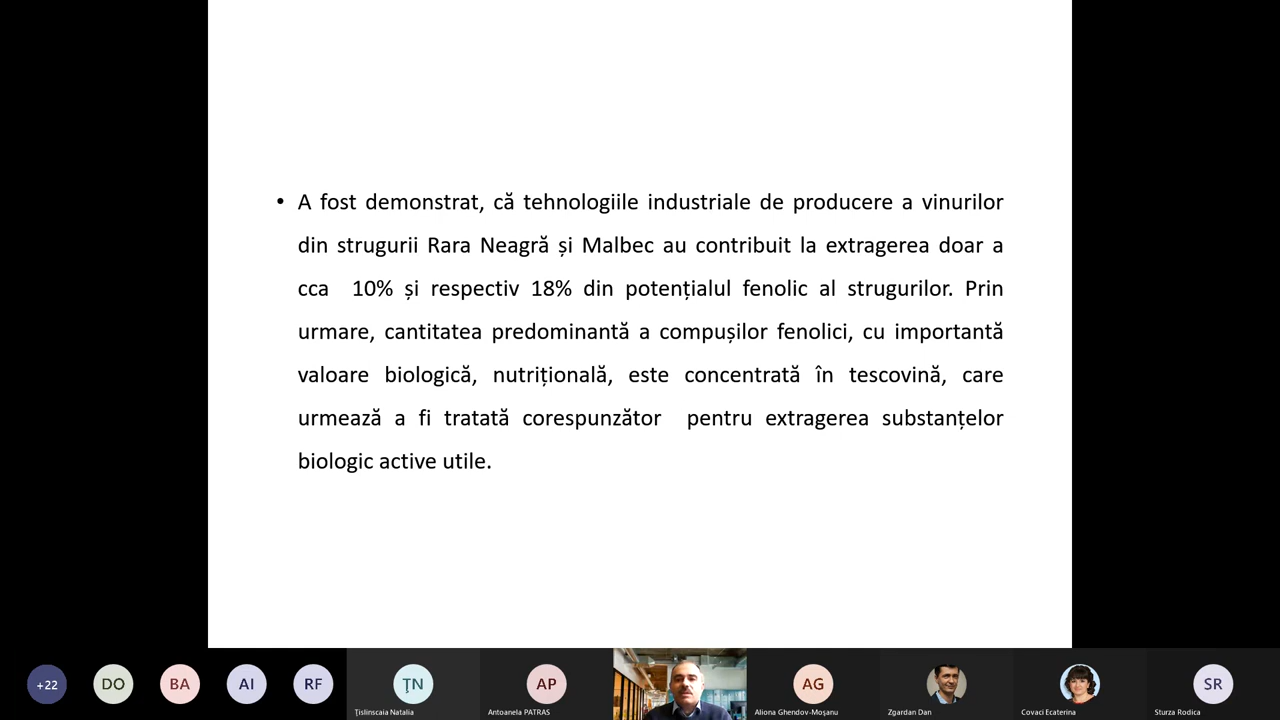 • A fost demonstrat, că tehnologiile industriale de producere a vinurilor
din strugurii Rara Neagră și Malbec au contribuit la extragerea doar a
cca 10% și respectiv 18% din potențialul fenolic al strugurilor. Prin
urmare, cantitatea predominantă a compușilor fenolici, cu importantă
valoare biologică, nutrițională, este concentrată în tescovină, care
urmează a fi tratată corespunzător pentru extragerea substanțelor
biologic active utile.
+22 DO BA AI RF ŢN AP AG SR
Ţislinscaia Natalia Antoanela PATRAS Aliona Ghendov-Moşanu Zgardan Dan Covaci Ecaterina Sturza Rodica